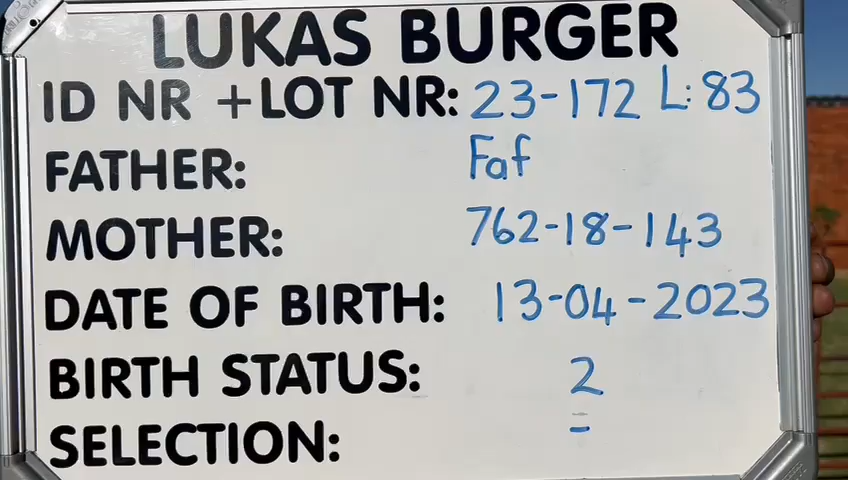 LUKAS BURGER
ID NR + LOT NR: 23-172 L: 83
FATHER: Faf
MOTHER: 762-18-143
DATE OF BIRTH: 13-04-2023
BIRTH STATUS: 2
SELECTION: -